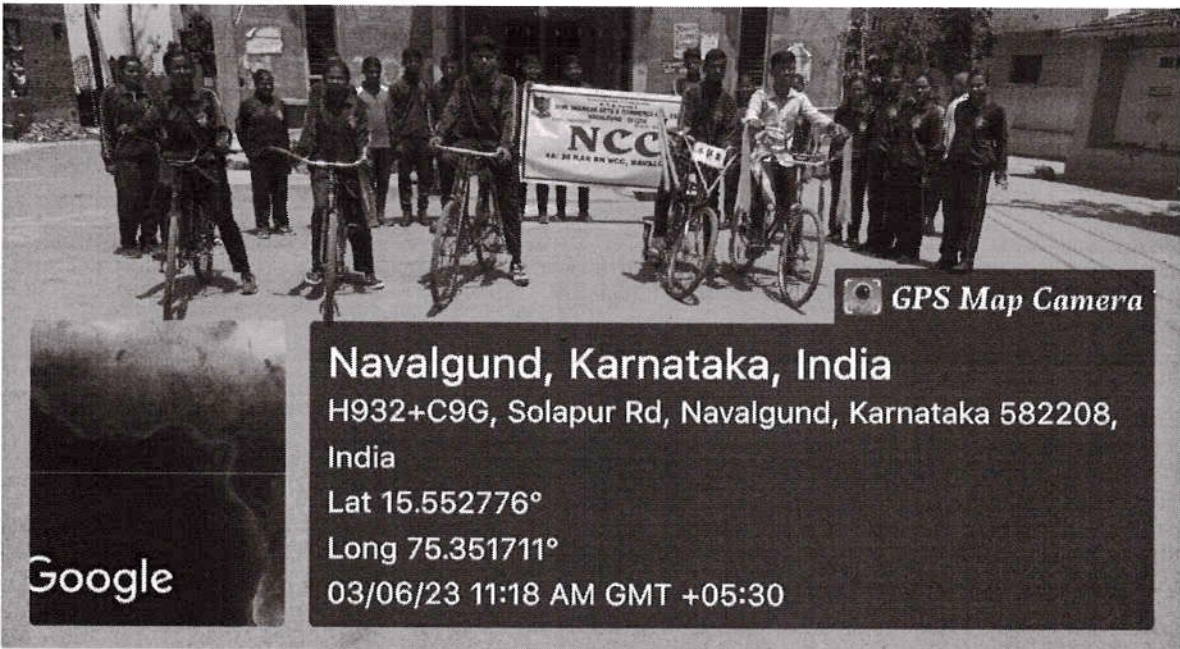 NCC
GPS Map Camera
Navalgund, Karnataka, India
H932+C9G, Solapur Rd, Navalgund, Karnataka 582208,
India
Lat 15.552776°
Long 75.351711°
03/06/23 11:18 AM GMT +05:30
Google